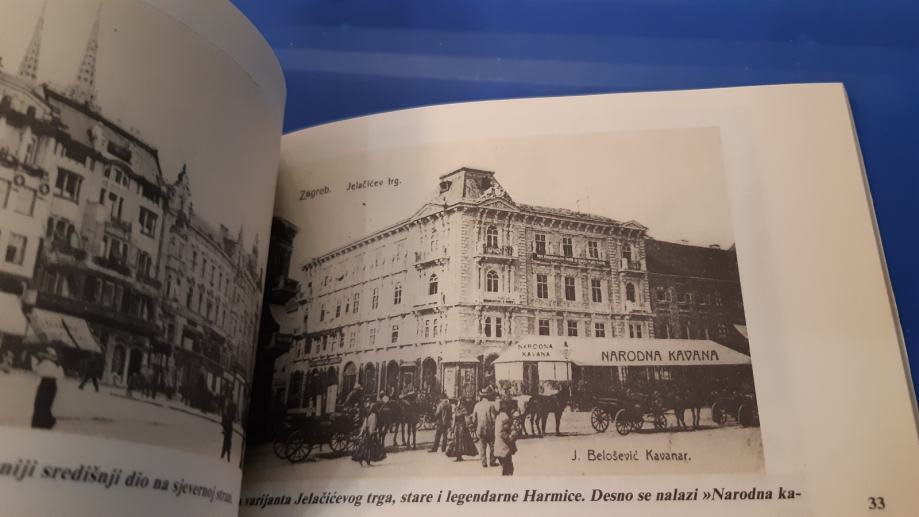 niji središnji dio na sjevernoj strani
Zagreb. Jelačićev trg.
NARODNA
KAVANA
NARODNA KAVANA
J. Belošević Kavanar.
varijanta Jelačićevog trga, stare i legendarne Harmice. Desno se nalazi »Narodna ka-
33